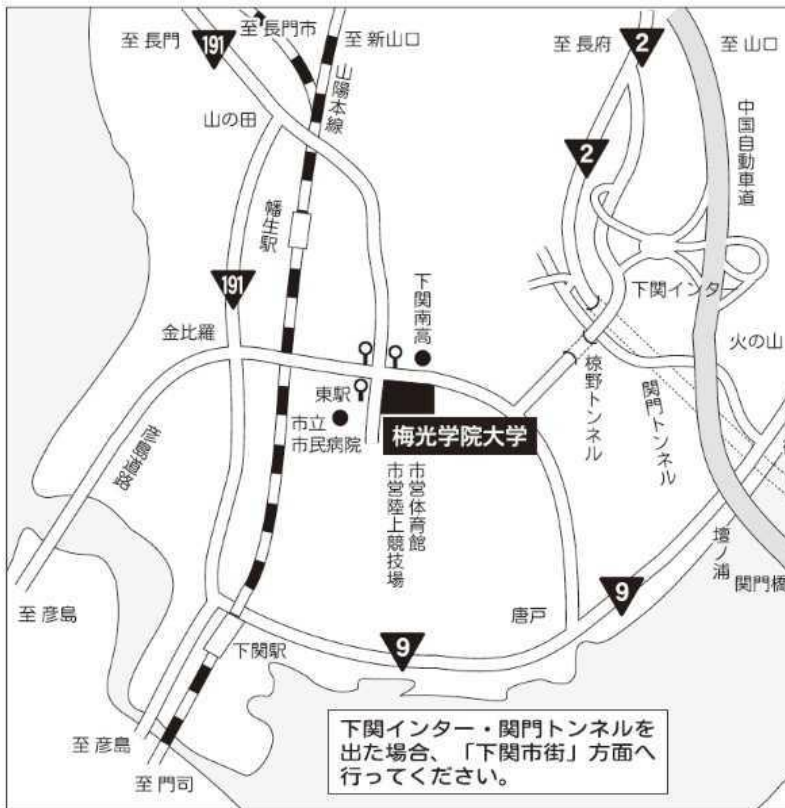 至 長門
191
至 長門市
至 新山口
山陽本線
至 長府
2
至 山口
中国自動車道
山の田
2
幡生駅
191
下関南高
下関インター
金比羅
火の山
東駅
市立
市民病院
梅光学院大学
椋野トンネル
関門トンネル
彦島道路
市営体育館
市営陸上競技場
壇ノ浦
関門橋
至 彦島
唐戸
9
下関駅
9
至 彦島
至 門司
下関インター・関門トンネルを
出た場合、「下関市街」方面へ
行ってください。